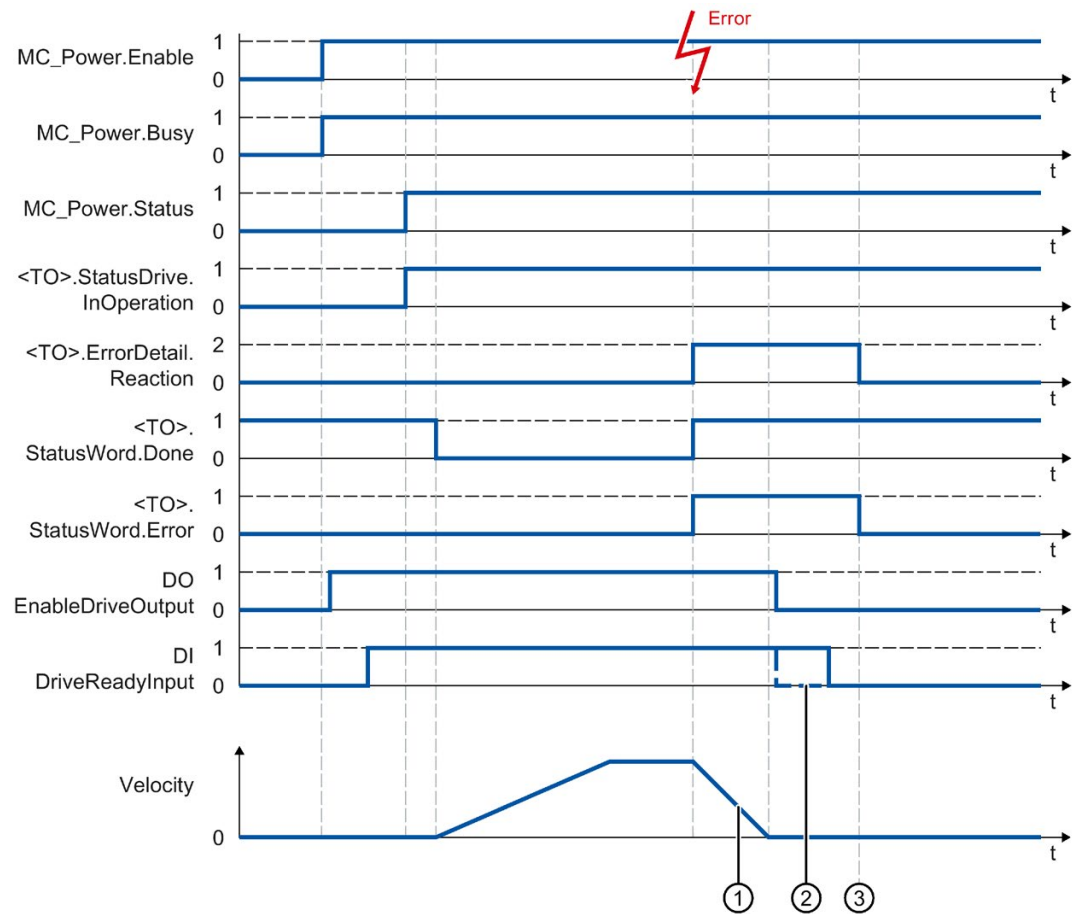 Error
MC_Power.Enable
1
0
t
MC_Power.Busy
1
0
t
MC_Power.Status
1
0
t
<TO>.StatusDrive.
InOperation
1
0
t
<TO>.ErrorDetail.
Reaction
2
0
t
<TO>.
StatusWord.Done
1
0
t
<TO>.
StatusWord.Error
1
0
t
DO
EnableDriveOutput
1
0
t
DI
DriveReadyInput
1
0
t
Velocity
0
t
1 2 3